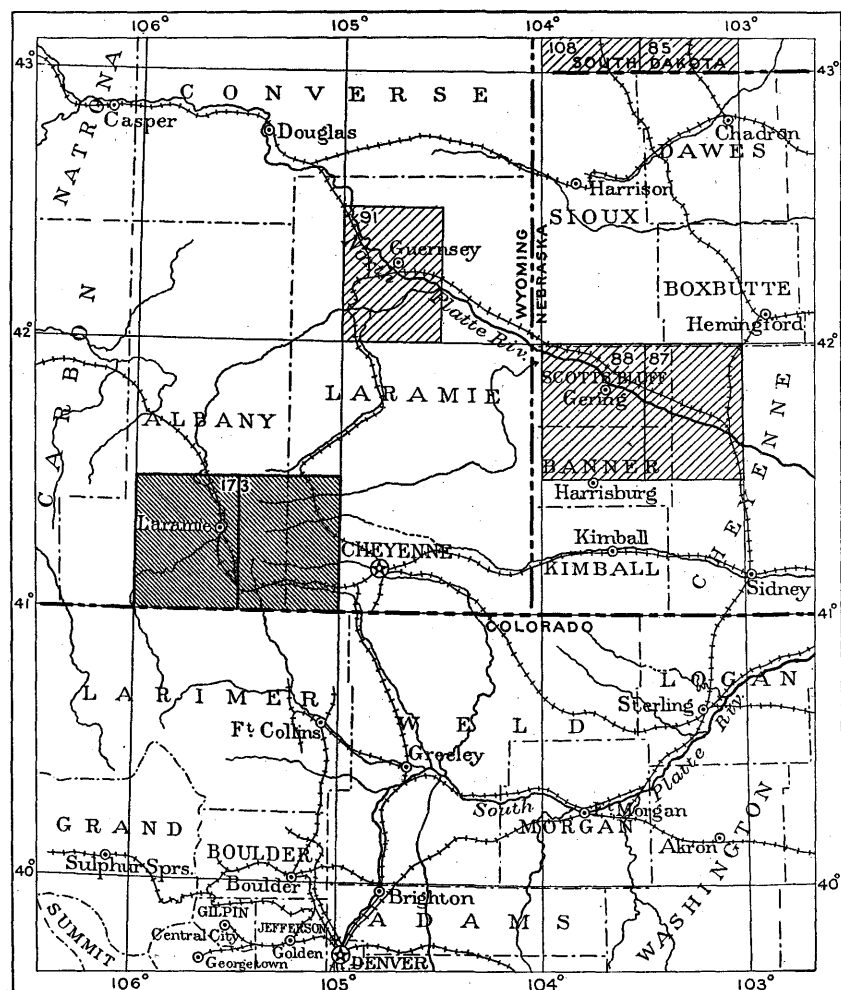 106° 105° 104° 103°
43° 43°
108 85
SOUTH DAKOTA
NATRONA
CONVERSE
Casper
Douglas
Chadron
DAWES
Harrison
SIOUX
91
Guernsey
North
Platte Riv.
WYOMING
NEBRASKA
BOXBUTTE
Hemingford
42° 42°
CARBON
ALBANY
LARAMIE
88 87
SCOTTS BLUFF
Gering
BANNER
Harrisburg
CHEYENNE
173
Laramie
CHEYENNE
Kimball
KIMBALL
Sidney
41° 41°
COLORADO
LARIMER
Ft Collins
WELD
Greeley
LOGAN
Sterling
South
Platte Riv.
Ft. Morgan
MORGAN
Akron
WASHINGTON
GRAND
Sulphur Sprs.
BOULDER
Boulder
40° 40°
Brighton
ADAMS
SUMMIT
GILPIN
Central City
JEFFERSON
Golden
Georgetown
DENVER
106° 105° 104° 103°